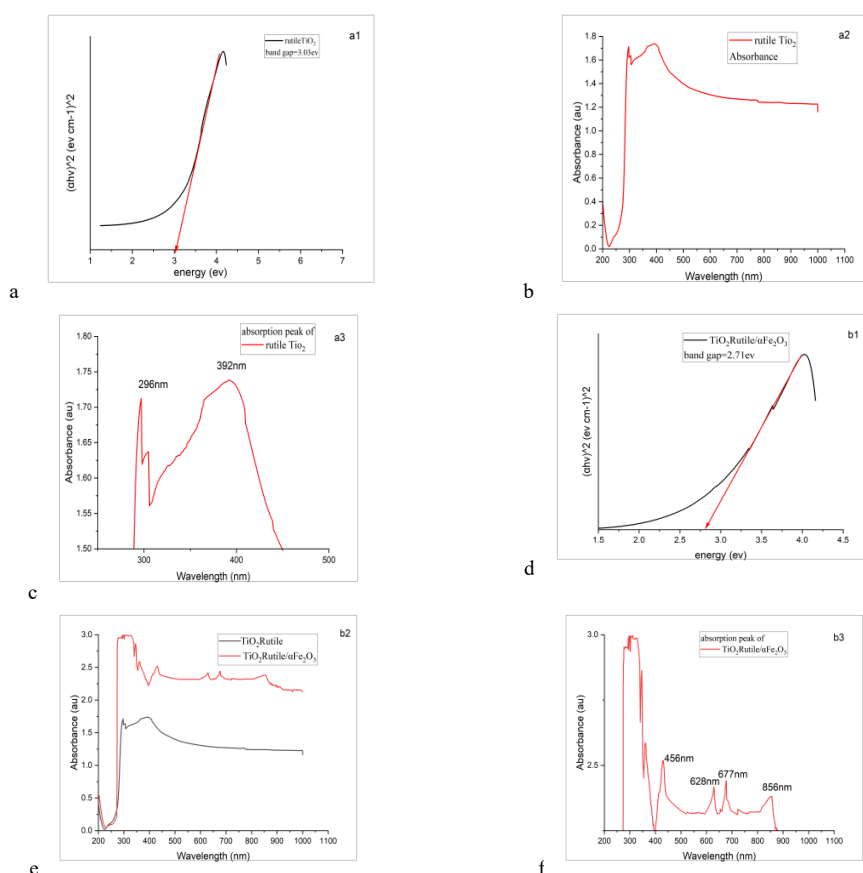 a1
rutileTiO₂
band gap=3.03ev
(αhv)^2 (ev cm-1)^2
1 2 3 4 5 6 7
energy (ev)
a
a2
rutile Tio₂
Absorbance
1.8
1.6
1.4
1.2
1.0
0.8
0.6
0.4
0.2
0.0
Absorbance (au)
200 300 400 500 600 700 800 900 1000 1100
Wavelength (nm)
b
a3
absorption peak of
rutile Tio₂
296nm
392nm
1.80
1.75
1.70
1.65
1.60
1.55
1.50
Absorbance (au)
300 400 500
Wavelength (nm)
c
b1
TiO₂Rutile/αFe₂O₃
band gap=2.71ev
(αhv)^2 (ev cm-1)^2
1.5 2.0 2.5 3.0 3.5 4.0 4.5
energy (ev)
d
b2
TiO₂Rutile
TiO₂Rutile/αFe₂O₃
3.0
2.5
2.0
1.5
1.0
0.5
0.0
Absorbance (au)
200 300 400 500 600 700 800 900 1000 1100
Wavelength (nm)
e
b3
absorption peak of
TiO₂Rutile/αFe₂O₃
3.0
2.5
456nm
628nm
677nm
856nm
Absorbance (au)
200 300 400 500 600 700 800 900 1000 1100
Wavelength (nm)
f